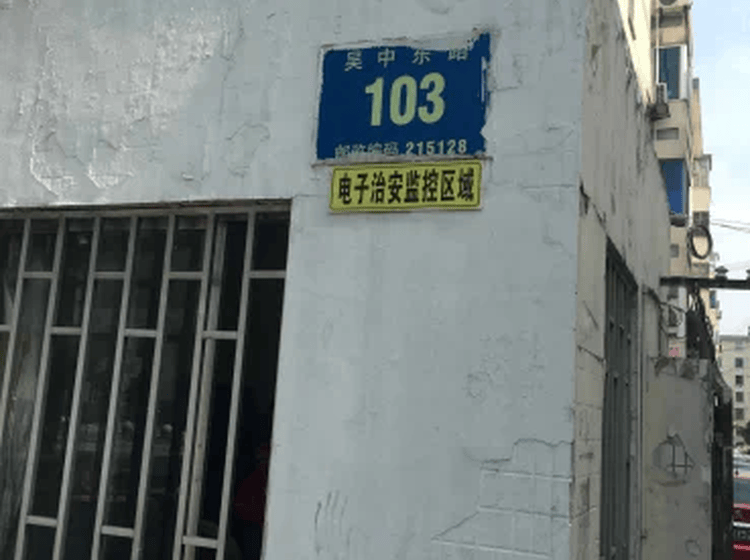 吴中东路
103
邮政编码 215128
电子治安监控区域